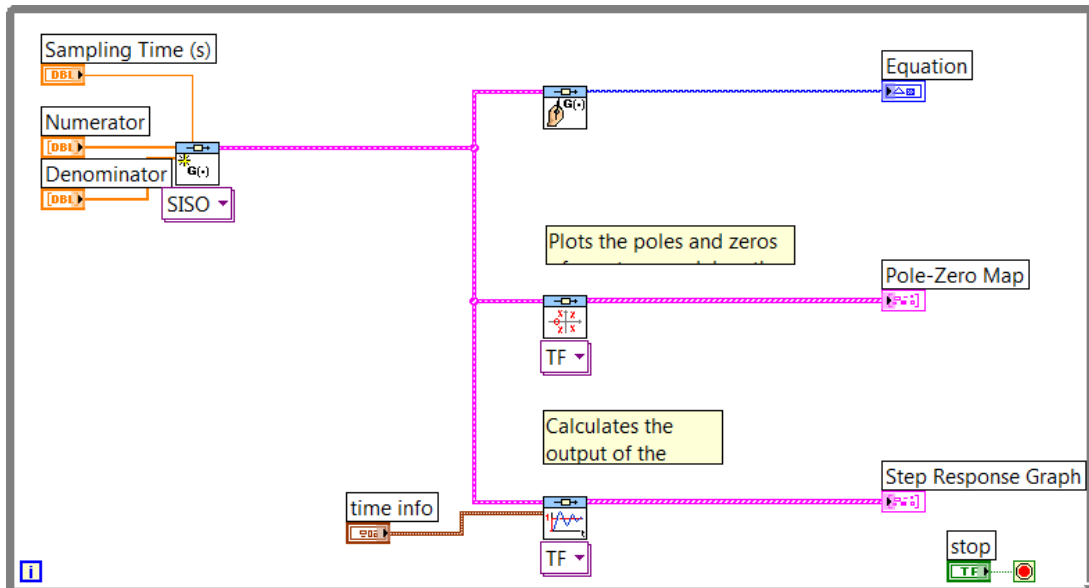 Sampling Time (s)
DBL
Numerator
[DBL]
Denominator
[DBL]
G(·)
SISO
G(·)
Equation
Plots the poles and zeros
Pole-Zero Map
TF
Calculates the
output of the
Step Response Graph
time info
TF
stop
TF
i